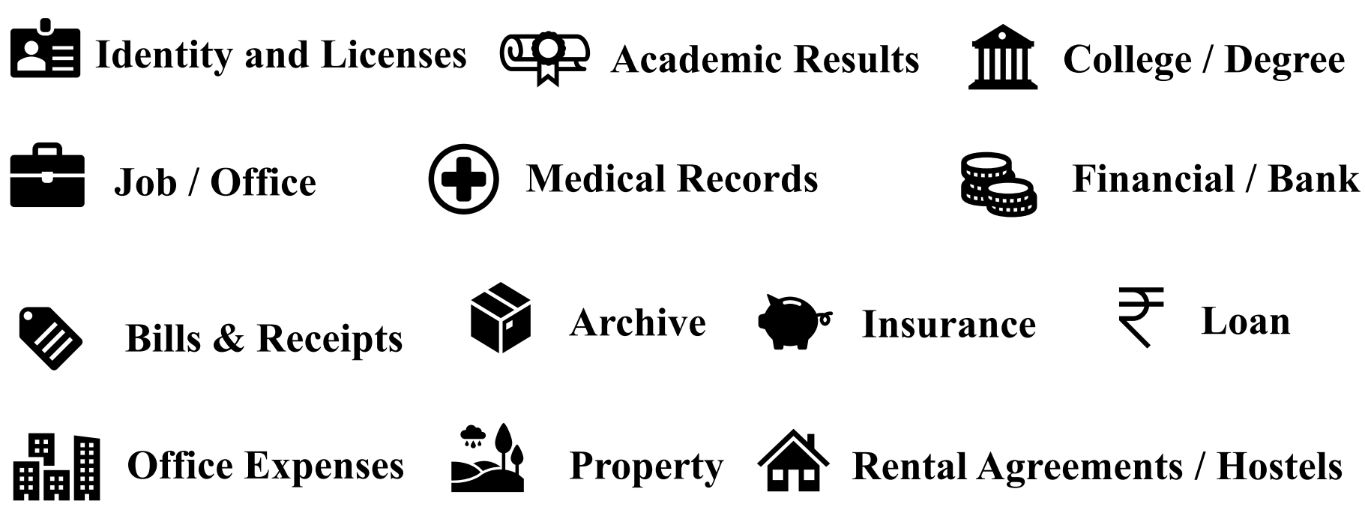 Identity and Licenses
Academic Results
College / Degree
Job / Office
Medical Records
Financial / Bank
Bills & Receipts
Archive
Insurance
Loan
Office Expenses
Property
Rental Agreements / Hostels